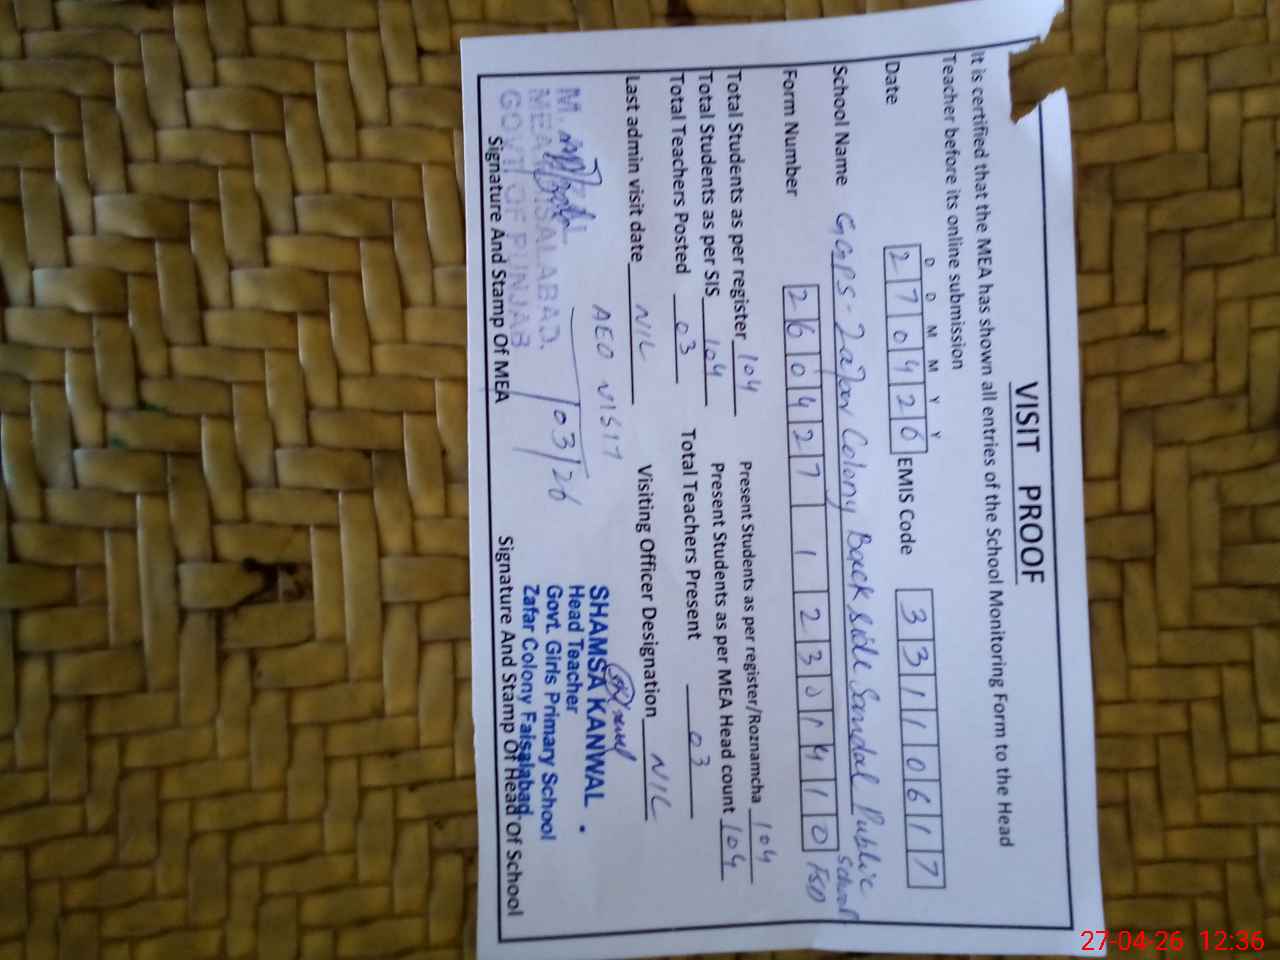 VISIT PROOF
It is certified that the MEA has shown all entries of the School Monitoring Form to the Head
Teacher before its online submission
D D M M Y Y
Date 2 7 0 4 2 6 EMIS Code 3 3 1 1 0 6 1 7
School Name GGPS - Zafar Colony Back side Sandal Public School
Form Number 2 6 0 4 2 7 1 2 3 0 1 4 1 0 FSD
Total Students as per register 104 Present Students as per register/Roznamcha 104
Total Students as per SIS 104 Present Students as per MEA Head count 104
Total Teachers Posted 03 Total Teachers Present 03
Last admin visit date NIL Visiting Officer Designation NIL
AEO VISIT
/03/26
MEA FAISALABAD.
GOVT OF PUNJAB
SHAMSA KANWAL
Head Teacher
Govt. Girls Primary School
Zafar Colony Faisalabad
Signature And Stamp Of MEA Signature And Stamp Of Head Of School
27-04-26 12:36